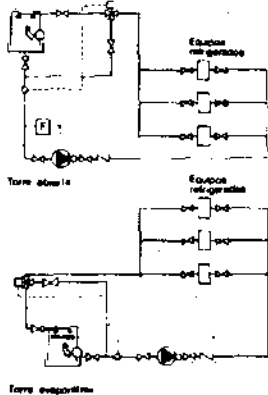 Equipos
refrigerados
F
Torre abierta
Equipos
refrigerados
Torre evaporativa